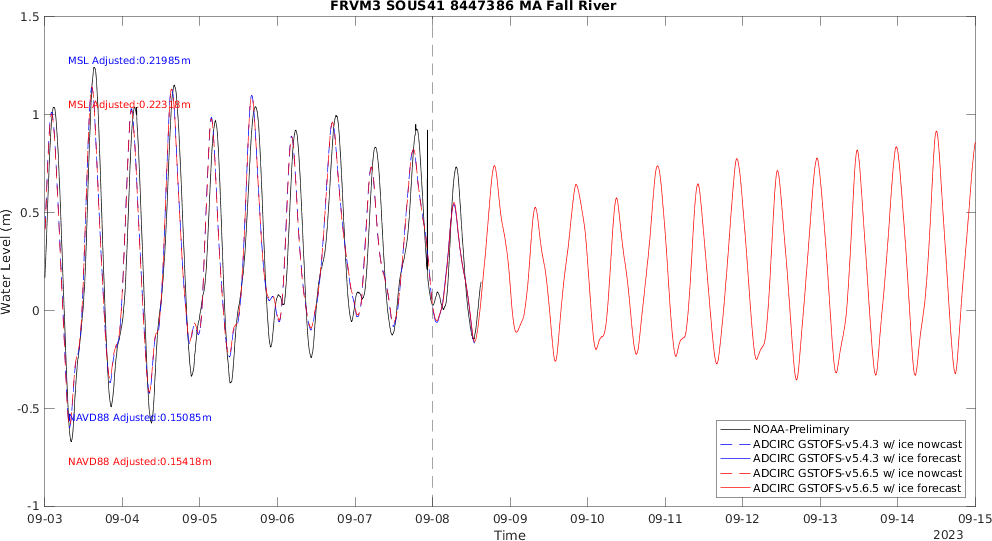 FRVM3 SOUS41 8447386 MA Fall River
1.5
1
0.5
0
-0.5
-1
Water Level (m)
MSL Adjusted:0.21985m
MSL Adjusted:0.22318m
NAVD88 Adjusted:0.15085m
NAVD88 Adjusted:0.15418m
NOAA-Preliminary
ADCIRC GSTOFS-v5.4.3 w/ ice nowcast
ADCIRC GSTOFS-v5.4.3 w/ ice forecast
ADCIRC GSTOFS-v5.6.5 w/ ice nowcast
ADCIRC GSTOFS-v5.6.5 w/ ice forecast
09-03 09-04 09-05 09-06 09-07 09-08 09-09 09-10 09-11 09-12 09-13 09-14 09-15
Time
2023